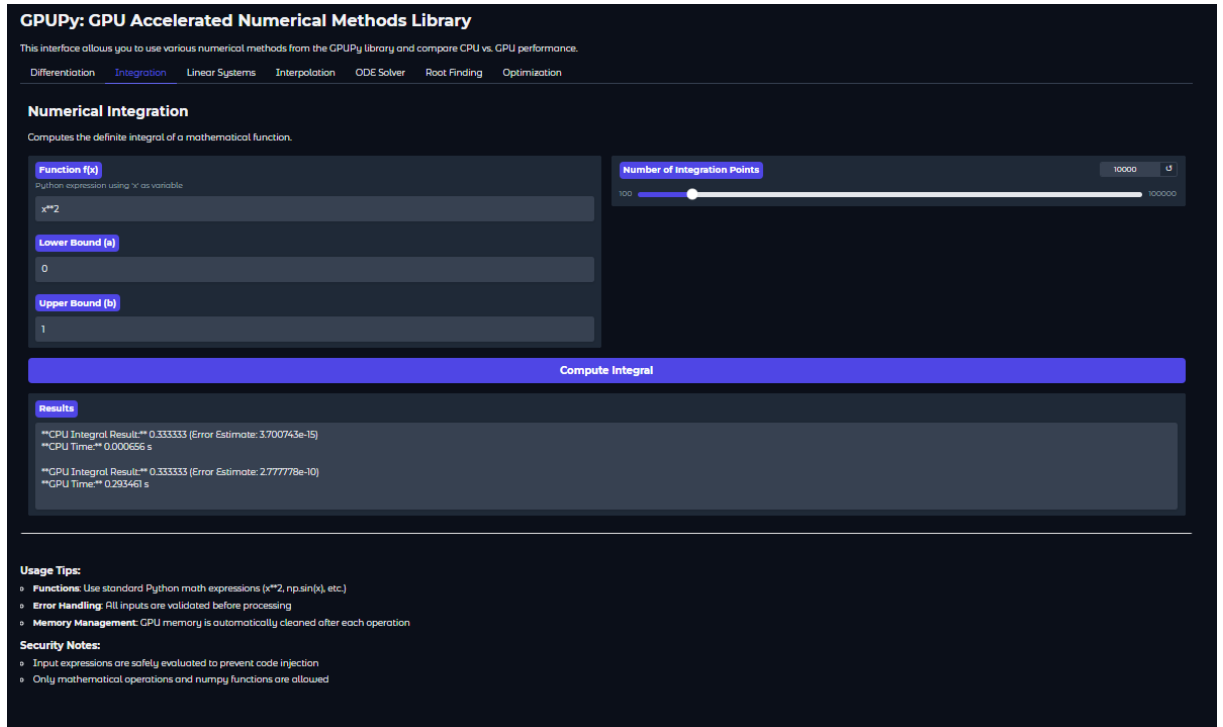 GPUPy: GPU Accelerated Numerical Methods Library
This interface allows you to use various numerical methods from the GPUPy library and compare CPU vs. GPU performance.
Differentiation Integration Linear Systems Interpolation ODE Solver Root Finding Optimization
Numerical Integration
Computes the definite integral of a mathematical function.
Function f(x)
Python expression using 'x' as variable
x**2
Lower Bound (a)
0
Upper Bound (b)
1
Number of Integration Points
10000 ↺
100 100000
Compute Integral
Results
**CPU Integral Result:** 0.333333 (Error Estimate: 3.700743e-15)
**CPU Time:** 0.000656 s
**GPU Integral Result:** 0.333333 (Error Estimate: 2.777778e-10)
**GPU Time:** 0.293461 s
Usage Tips:
Functions: Use standard Python math expressions (x**2, np.sin(x), etc.)
Error Handling: All inputs are validated before processing
Memory Management: GPU memory is automatically cleaned after each operation
Security Notes:
Input expressions are safely evaluated to prevent code injection
Only mathematical operations and numpy functions are allowed